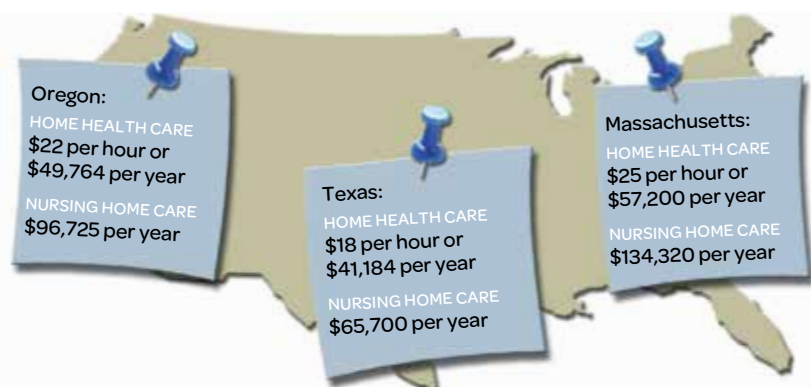 Oregon:
HOME HEALTH CARE
$22 per hour or
$49,764 per year
NURSING HOME CARE
$96,725 per year
Texas:
HOME HEALTH CARE
$18 per hour or
$41,184 per year
NURSING HOME CARE
$65,700 per year
Massachusetts:
HOME HEALTH CARE
$25 per hour or
$57,200 per year
NURSING HOME CARE
$134,320 per year